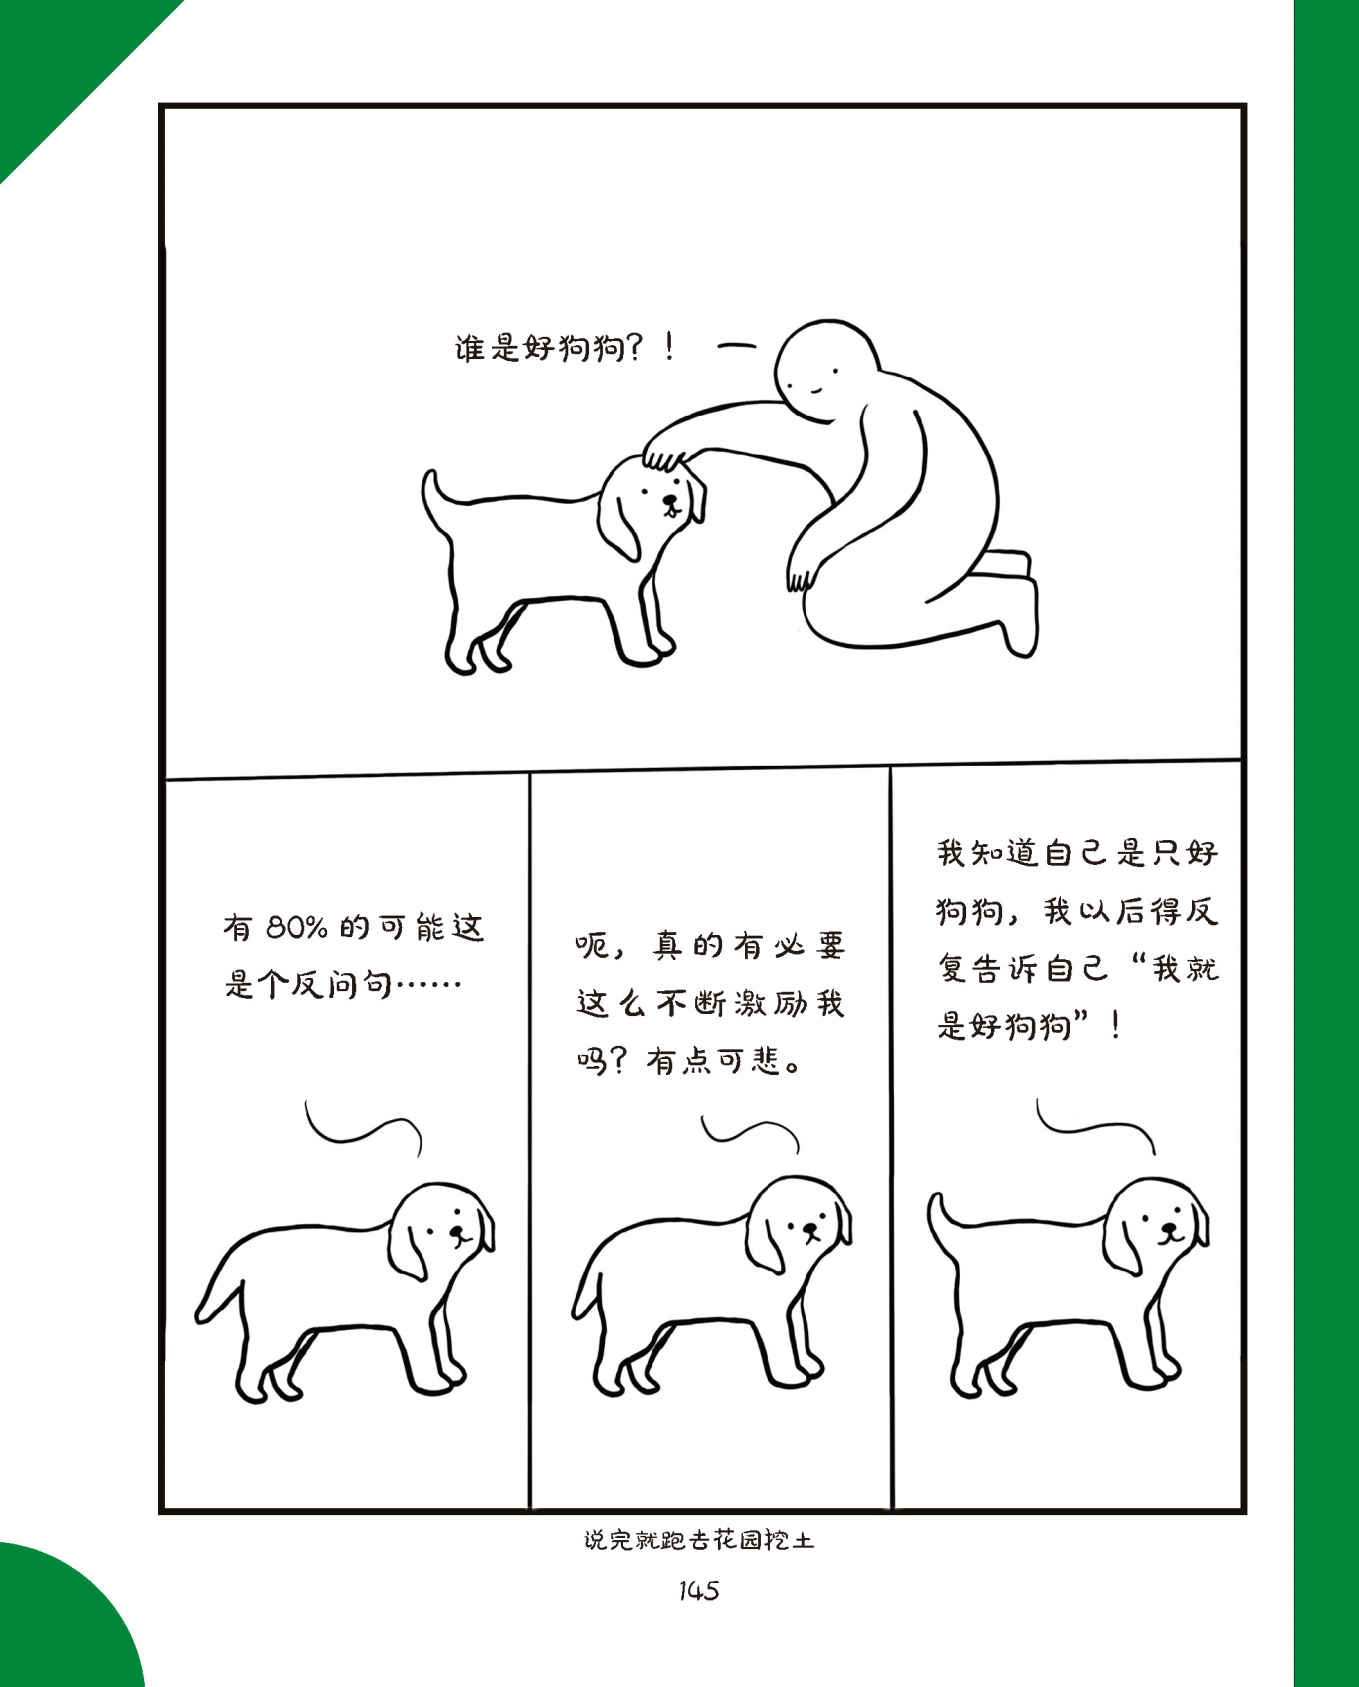 谁是好狗狗？！
有 80% 的可能这
是个反问句……
呃，真的有必要
这么不断激励我
吗？有点可悲。
我知道自己是只好
狗狗，我以后得反
复告诉自己“我就
是好狗狗”！
说完就跑去花园挖土
145